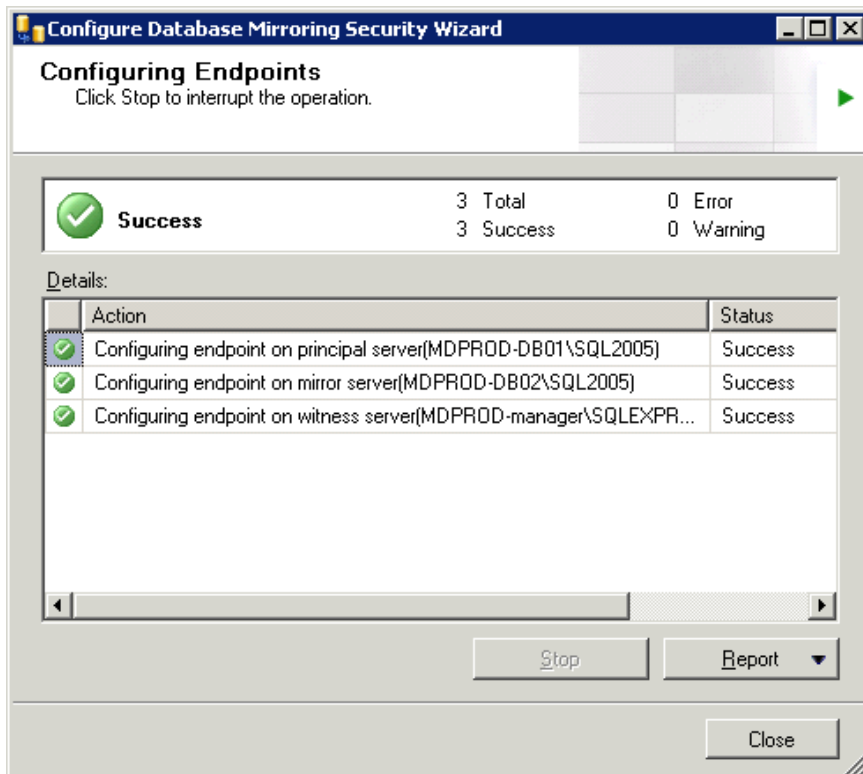 Configure Database Mirroring Security Wizard
Configuring Endpoints
Click Stop to interrupt the operation.
Success
3 Total
0 Error
3 Success
0 Warning
Details:
Action Status
Configuring endpoint on principal server(MDPROD-DB01\SQL2005) Success
Configuring endpoint on mirror server(MDPROD-DB02\SQL2005) Success
Configuring endpoint on witness server(MDPROD-manager\SQLEXPR... Success
Stop
Report
Close